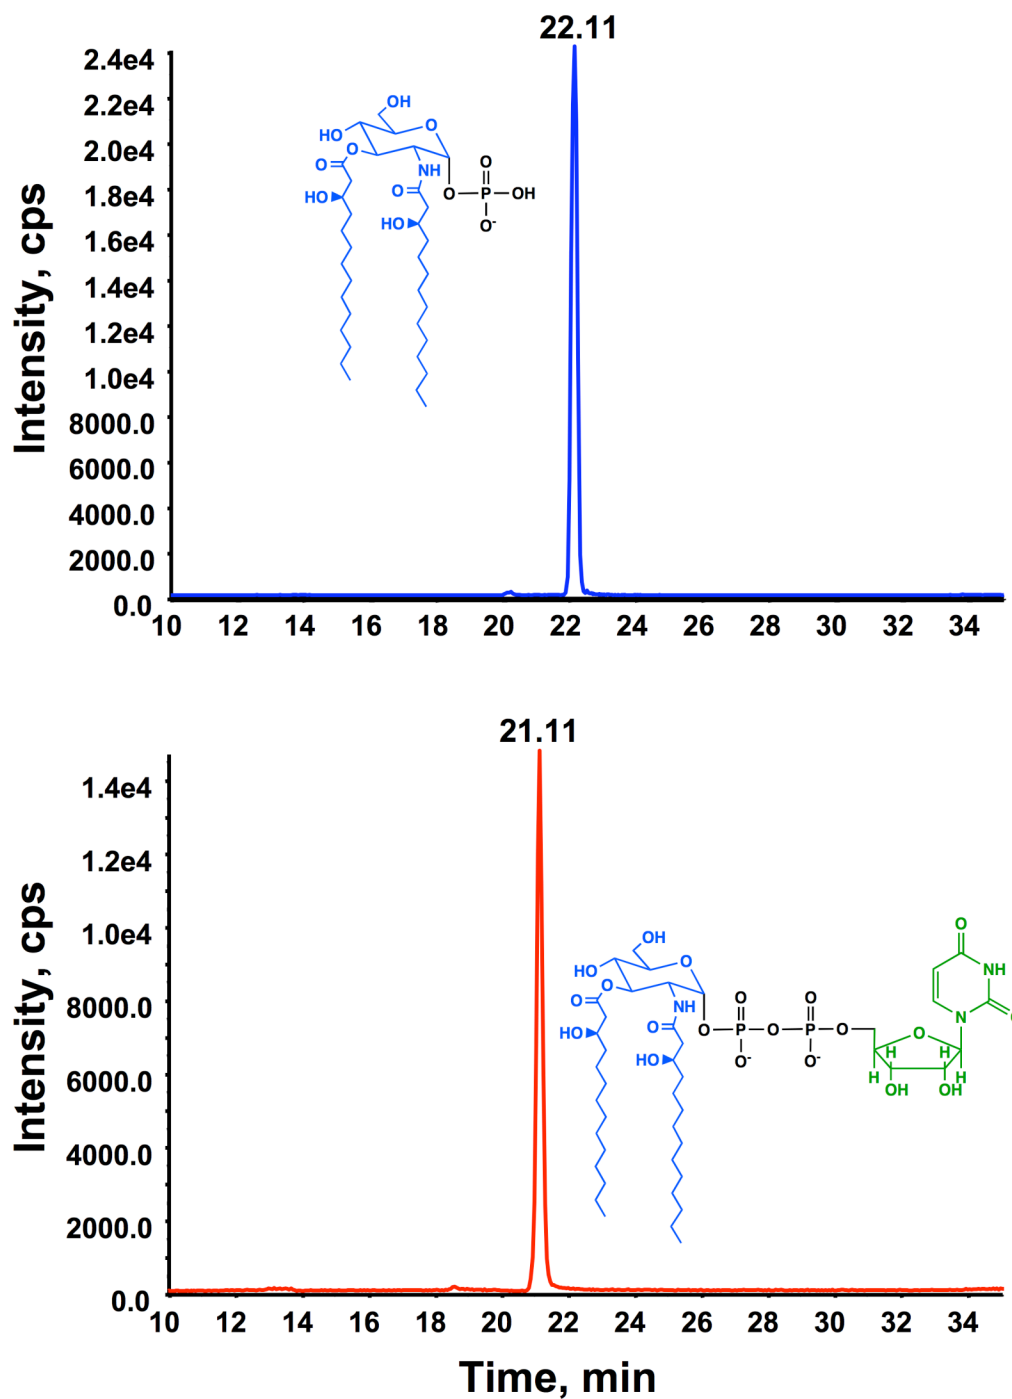 22.11
2.4e4
2.2e4
2.0e4
1.8e4
1.6e4
1.4e4
1.2e4
1.0e4
8000.0
6000.0
4000.0
2000.0
0.0
Intensity, cps
OH
HO
O
O
O
NH
HO
O
HO
O
O
P
OH
O-
10 12 14 16 18 20 22 24 26 28 30 32 34
21.11
1.4e4
1.2e4
1.0e4
8000.0
6000.0
4000.0
2000.0
0.0
Intensity, cps
OH
HO
O
O
O
NH
HO
O
HO
O
O
P
O-
O
O
P
O-
O
O
NH
N
O
O
H
H
H
H
OH
OH
10 12 14 16 18 20 22 24 26 28 30 32 34
Time, min